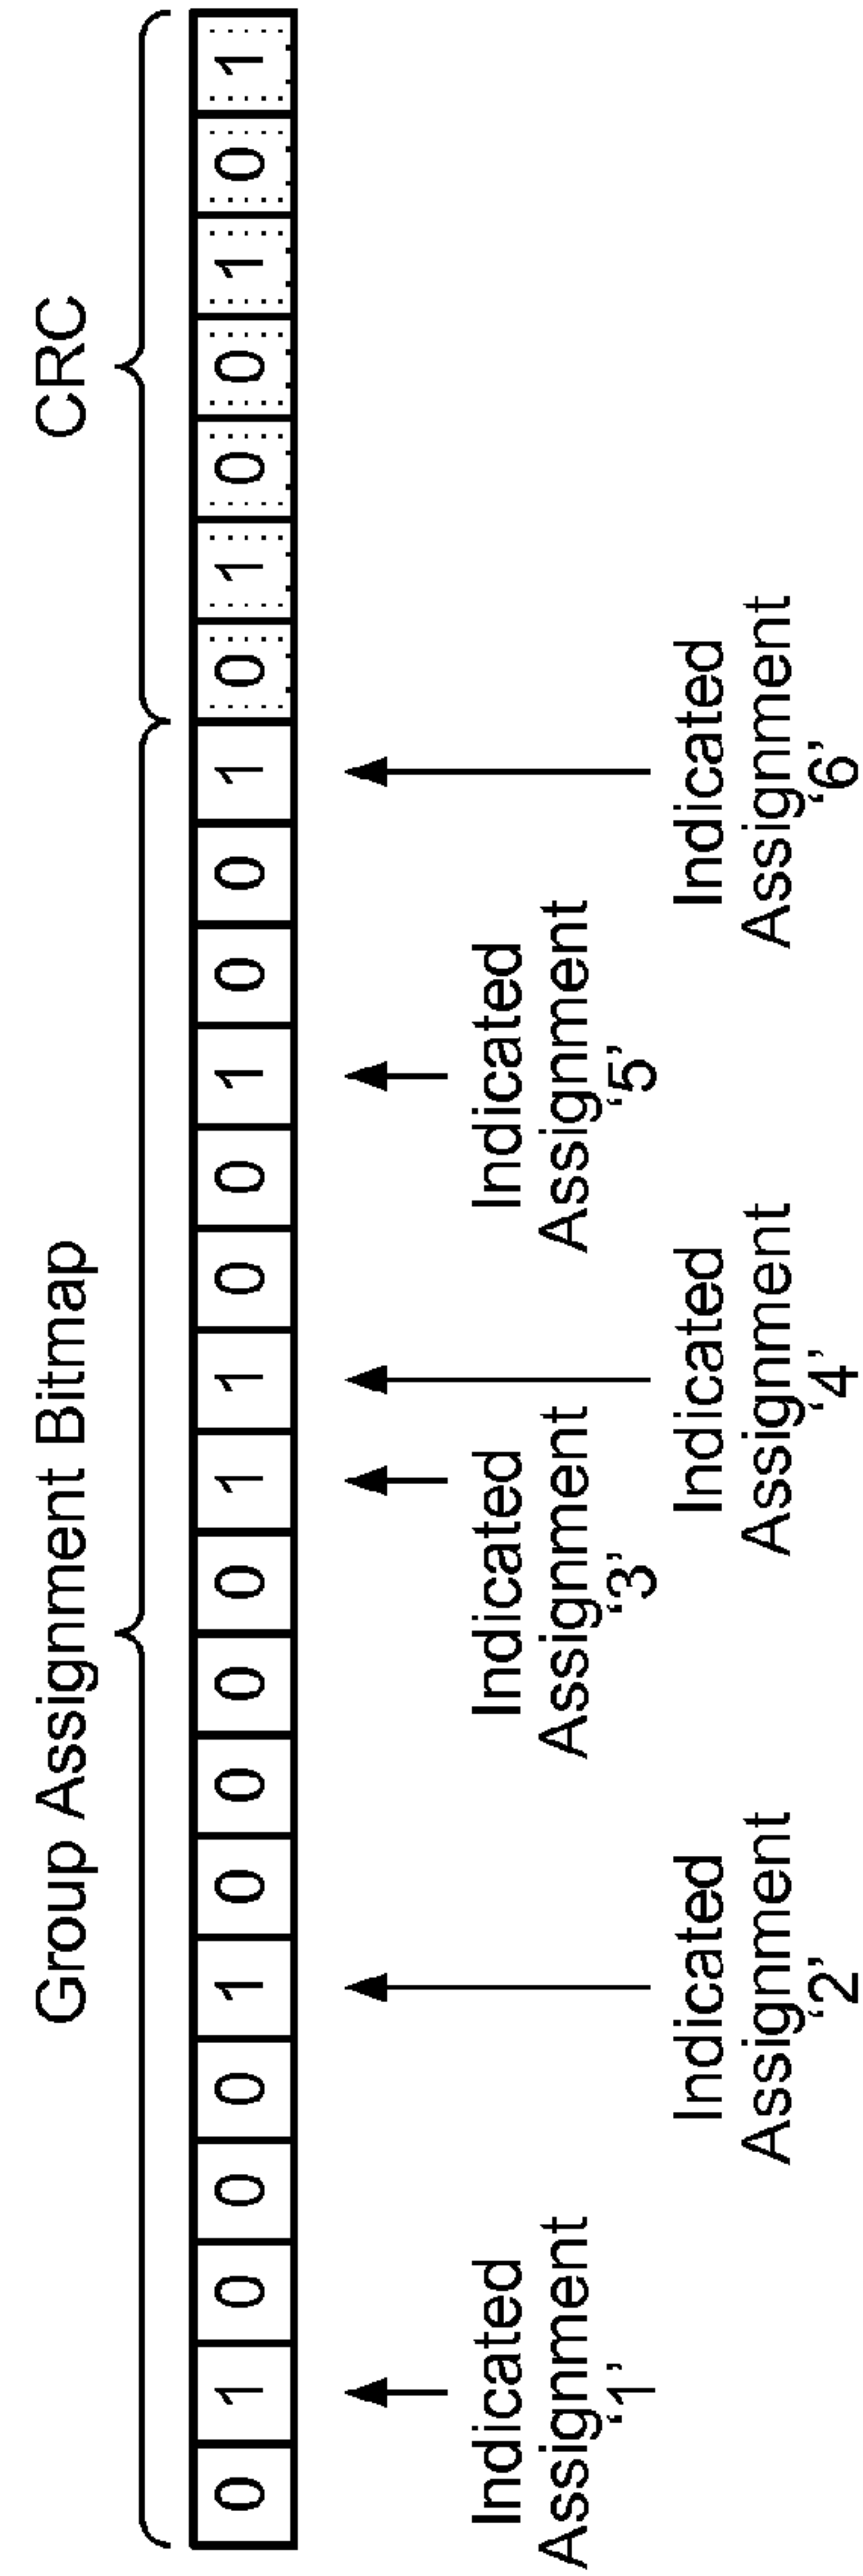 Group Assignment Bitmap
CRC
0 1 0 0 0 1 0 0 0 0 1 1 0 0 1 0 0 1 0 1 0 0 1 0 1
Indicated
Assignment
‘1’
Indicated
Assignment
‘2’
Indicated
Assignment
‘3’
Indicated
Assignment
‘4’
Indicated
Assignment
‘5’
Indicated
Assignment
‘6’